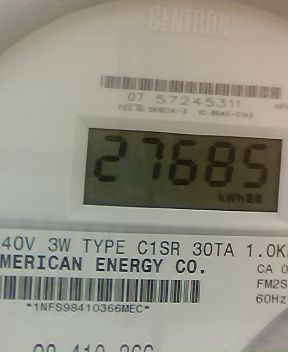 CENTRON
07 57245311
27685
kWh
40V 3W TYPE C1SR 30TA 1.0K
MERICAN ENERGY CO.
CA 0
FM2S
60Hz
*1NFS98410366MEC*